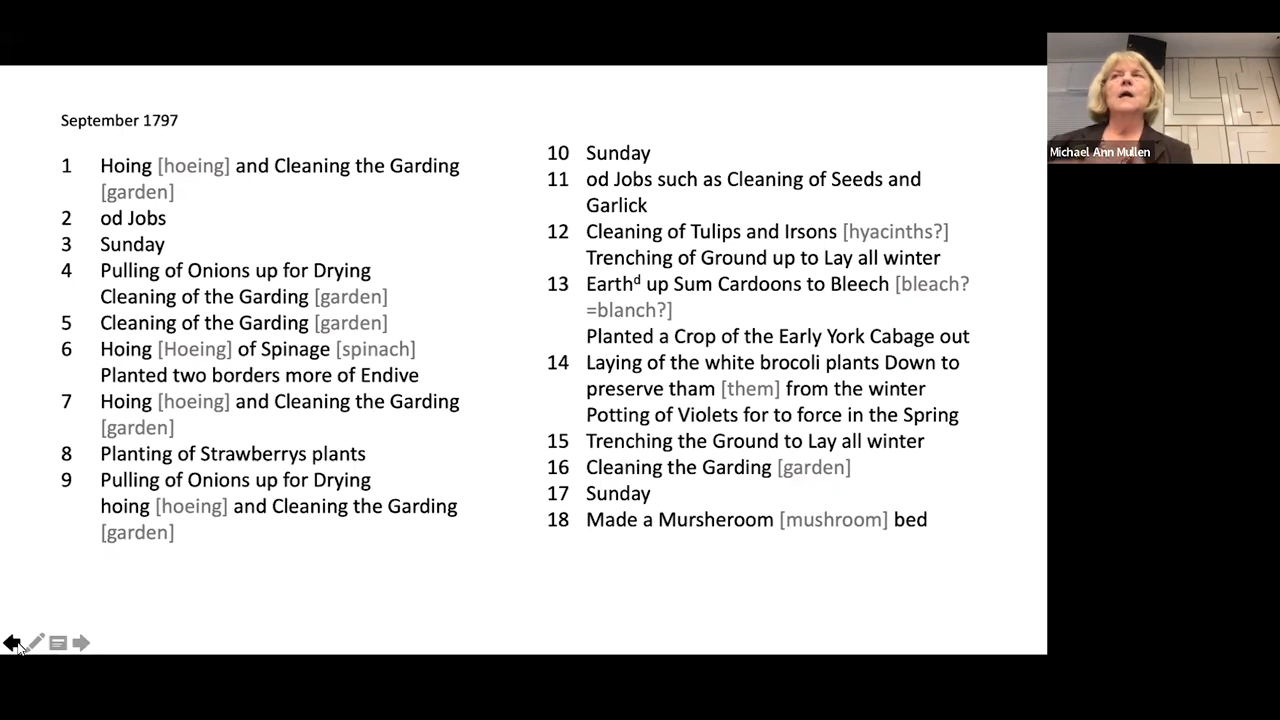 September 1797
1 Hoing [hoeing] and Cleaning the Garding
[garden]
2 od Jobs
3 Sunday
4 Pulling of Onions up for Drying
Cleaning of the Garding [garden]
5 Cleaning of the Garding [garden]
6 Hoing [Hoeing] of Spinage [spinach]
Planted two borders more of Endive
7 Hoing [hoeing] and Cleaning the Garding
[garden]
8 Planting of Strawberrys plants
9 Pulling of Onions up for Drying
hoing [hoeing] and Cleaning the Garding
[garden]
10 Sunday
11 od Jobs such as Cleaning of Seeds and
Garlick
12 Cleaning of Tulips and Irsons [hyacinths?]
Trenching of Ground up to Lay all winter
13 Earthᵈ up Sum Cardoons to Bleech [bleach?
=blanch?]
Planted a Crop of the Early York Cabage out
14 Laying of the white brocoli plants Down to
preserve tham [them] from the winter
Potting of Violets for to force in the Spring
15 Trenching the Ground to Lay all winter
16 Cleaning the Garding [garden]
17 Sunday
18 Made a Mursheroom [mushroom] bed
Michael Ann Mullen